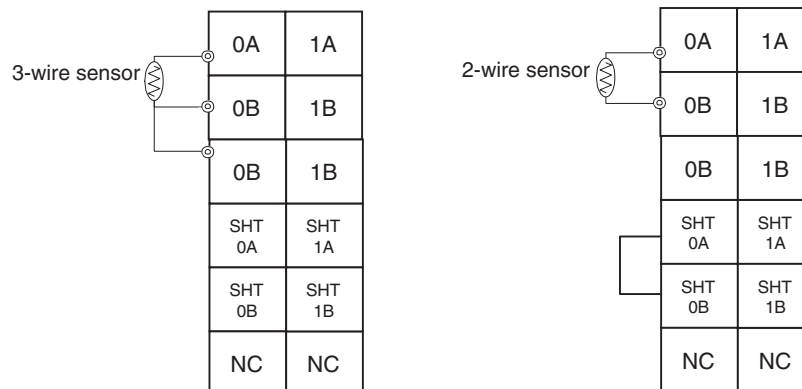 3-wire sensor
0A 1A
0B 1B
0B 1B
SHT 0A SHT 1A
SHT 0B SHT 1B
NC NC
2-wire sensor
0A 1A
0B 1B
0B 1B
SHT 0A SHT 1A
SHT 0B SHT 1B
NC NC